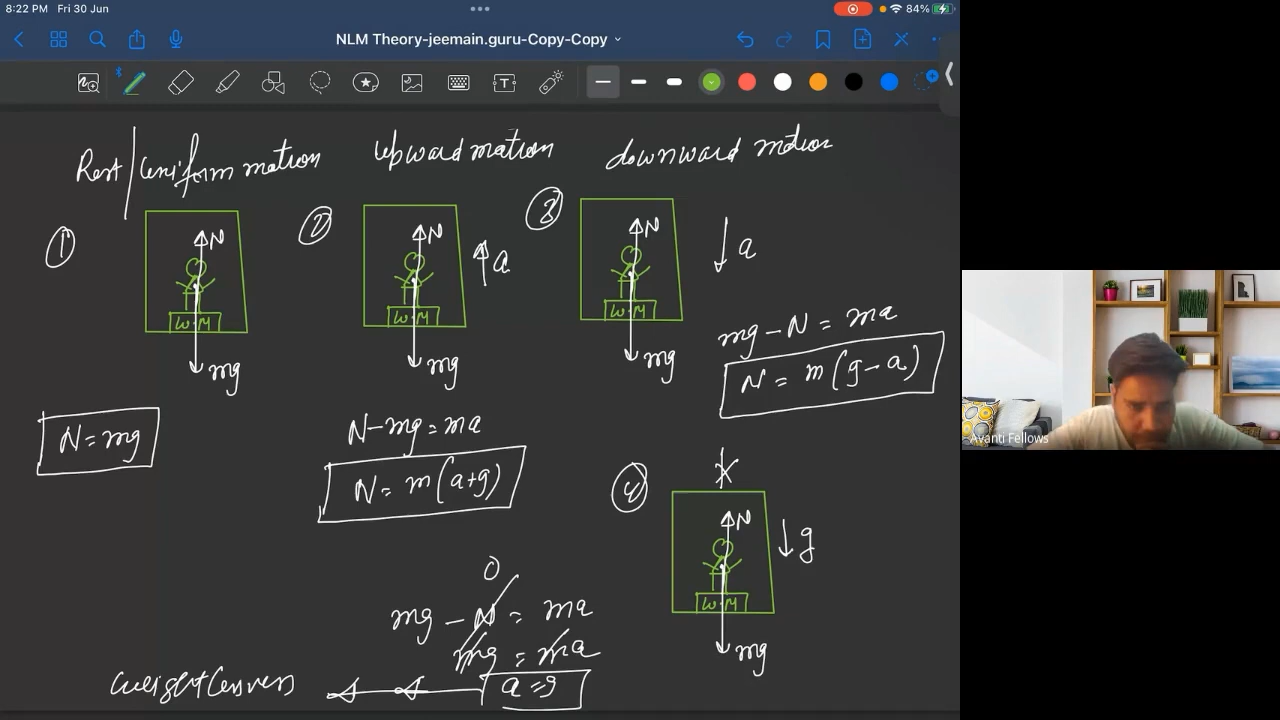 8:22 PM Fri 30 Jun
84%
NLM Theory-jeemain.guru-Copy-Copy
T
Rest / Uniform motion
upward motion
downward motion
①
N
W·M
mg
N = mg
②
N
a
W·M
mg
N-mg = ma
N = m(a+g)
③
N
a
W·M
mg
mg - N = ma
N = m(g-a)
④
N
g
W·M
mg
0
mg - N = ma
mg = ma
a = g
Avanti Fellows